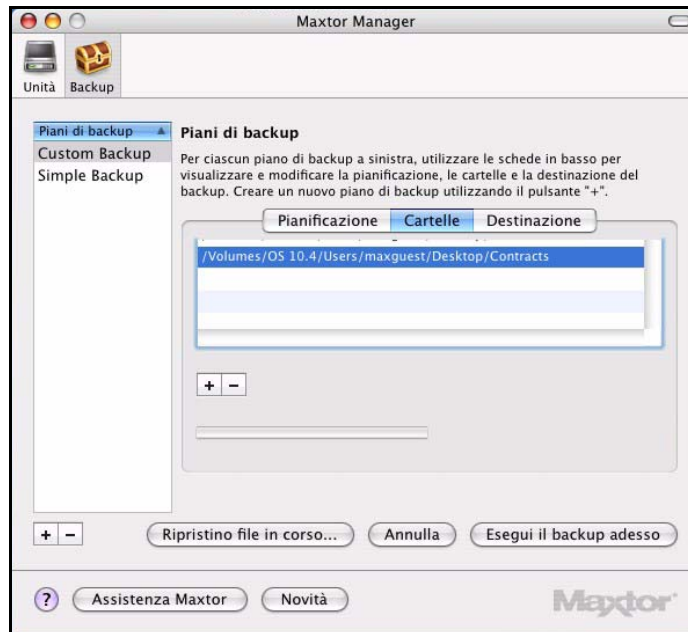 Maxtor Manager
Unità
Backup
Piani di backup
Custom Backup
Simple Backup
Piani di backup
Per ciascun piano di backup a sinistra, utilizzare le schede in basso per
visualizzare e modificare la pianificazione, le cartelle e la destinazione del
backup. Creare un nuovo piano di backup utilizzando il pulsante "+".
Pianificazione
Cartelle
Destinazione
/Volumes/OS 10.4/Users/maxguest/Desktop/Contracts
+ −
+ −
Ripristino file in corso...
Annulla
Esegui il backup adesso
?
Assistenza Maxtor
Novità
Maxtor